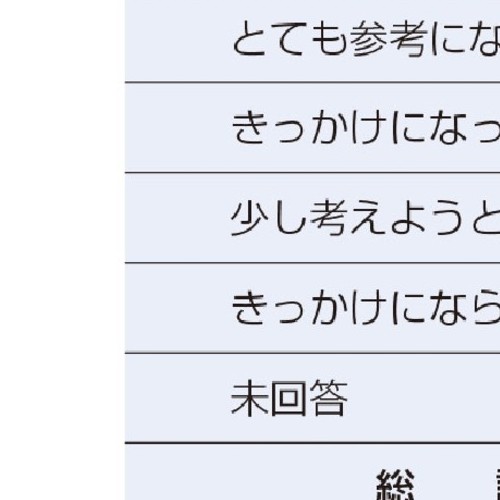 とても参考にな
きっかけになっ
少し考えようと
きっかけになら
未回答
総